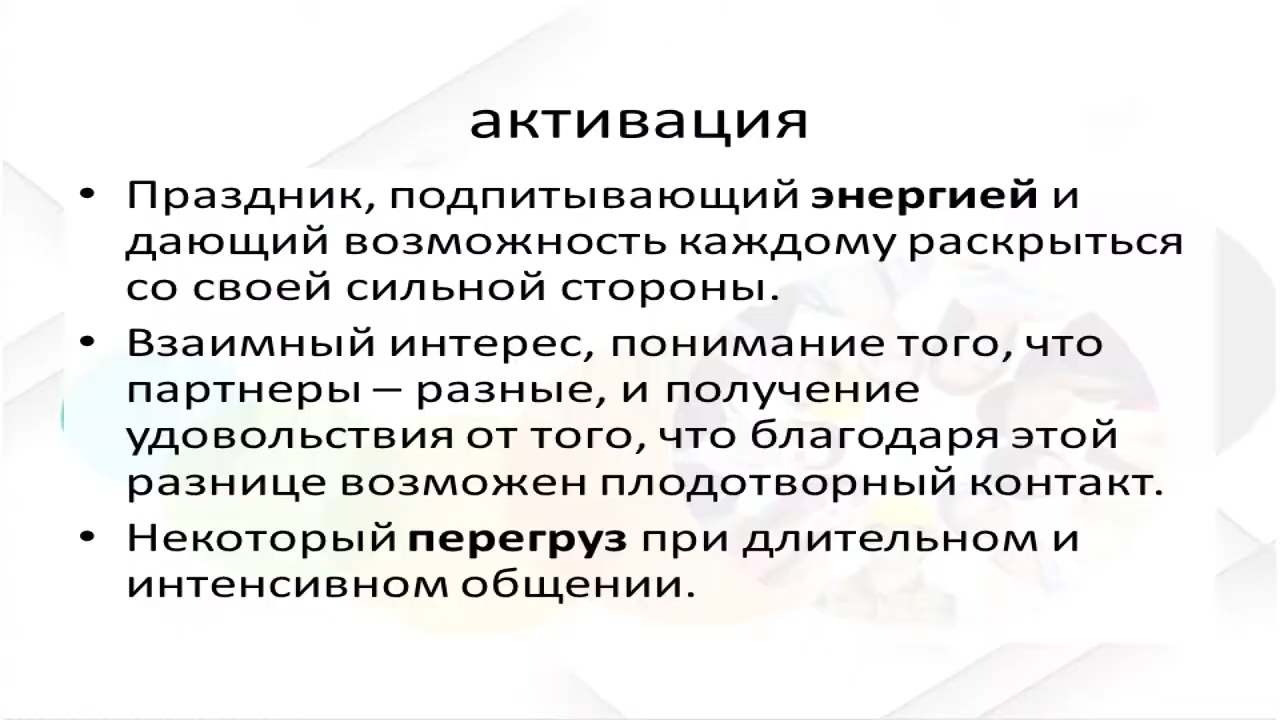 активация
• Праздник, подпитывающий энергией и
дающий возможность каждому раскрыться
со своей сильной стороны.
• Взаимный интерес, понимание того, что
партнеры – разные, и получение
удовольствия от того, что благодаря этой
разнице возможен плодотворный контакт.
• Некоторый перегруз при длительном и
интенсивном общении.